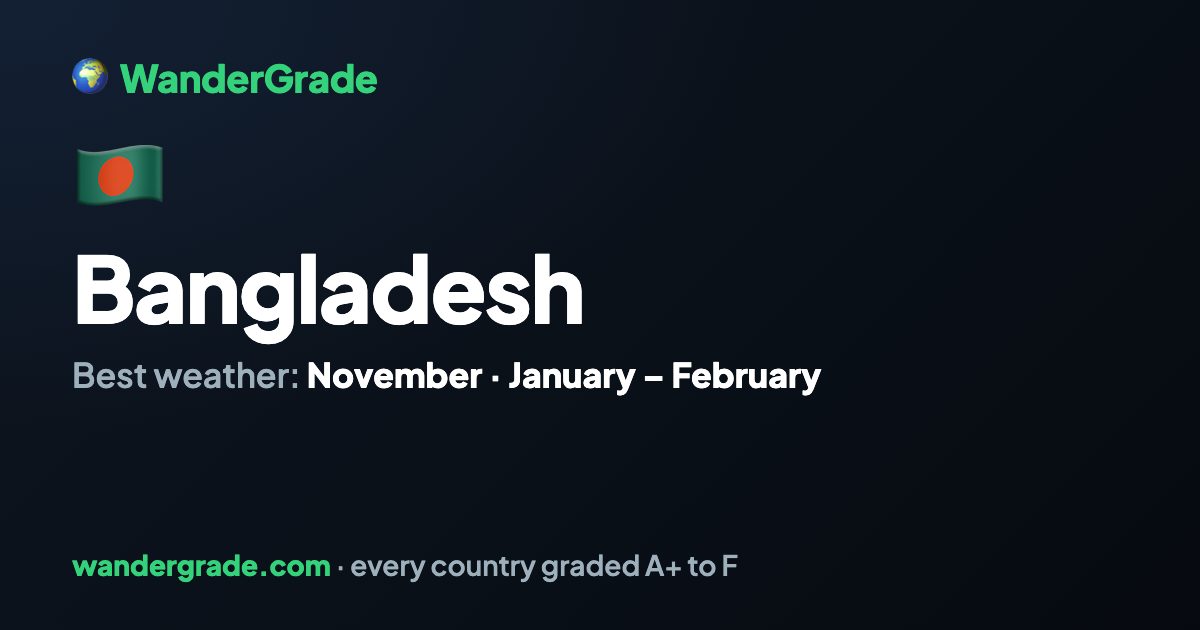 WanderGrade
Bangladesh
Best weather: November · January – February
wandergrade.com · every country graded A+ to F